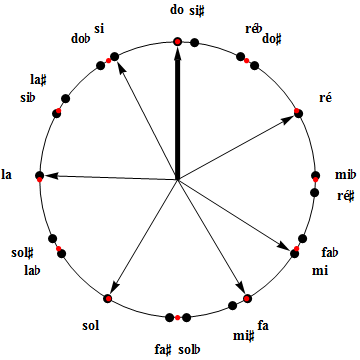 do si♯
ré♭
do♯
ré
mi♭
ré♯
fa♭
mi
fa
mi♯
fa♯ sol♭
sol
sol♯
la♭
la
la♯
si♭
do♭
si